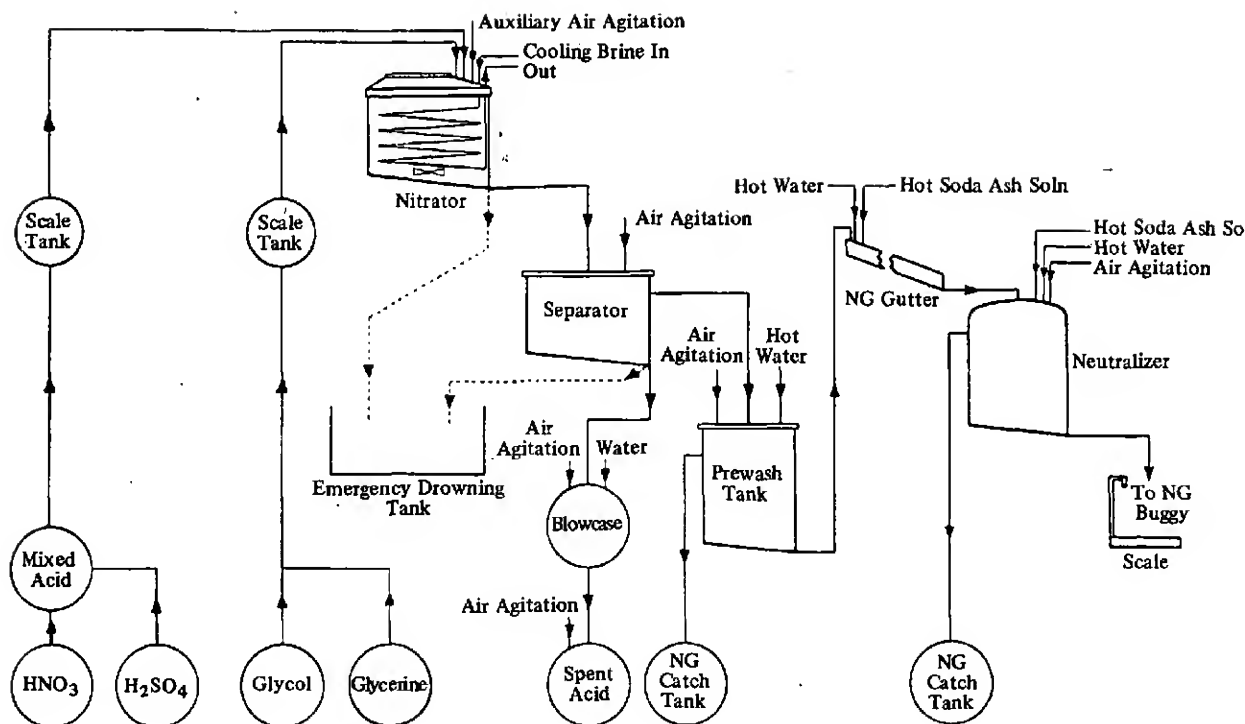 Auxiliary Air Agitation
Cooling Brine In
Out
Nitrator
Scale
Tank
Scale
Tank
Air Agitation
Separator
Hot Water
Hot Soda Ash Soln
NG Gutter
Hot Soda Ash So
Hot Water
Air Agitation
Neutralizer
Air
Agitation
Hot
Water
Prewash
Tank
Emergency Drowning
Tank
Air
Agitation
Water
Blowcase
To NG
Buggy
Scale
Mixed
Acid
Air Agitation
HNO₃
H₂SO₄
Glycol
Glycerine
Spent
Acid
NG
Catch
Tank
NG
Catch
Tank